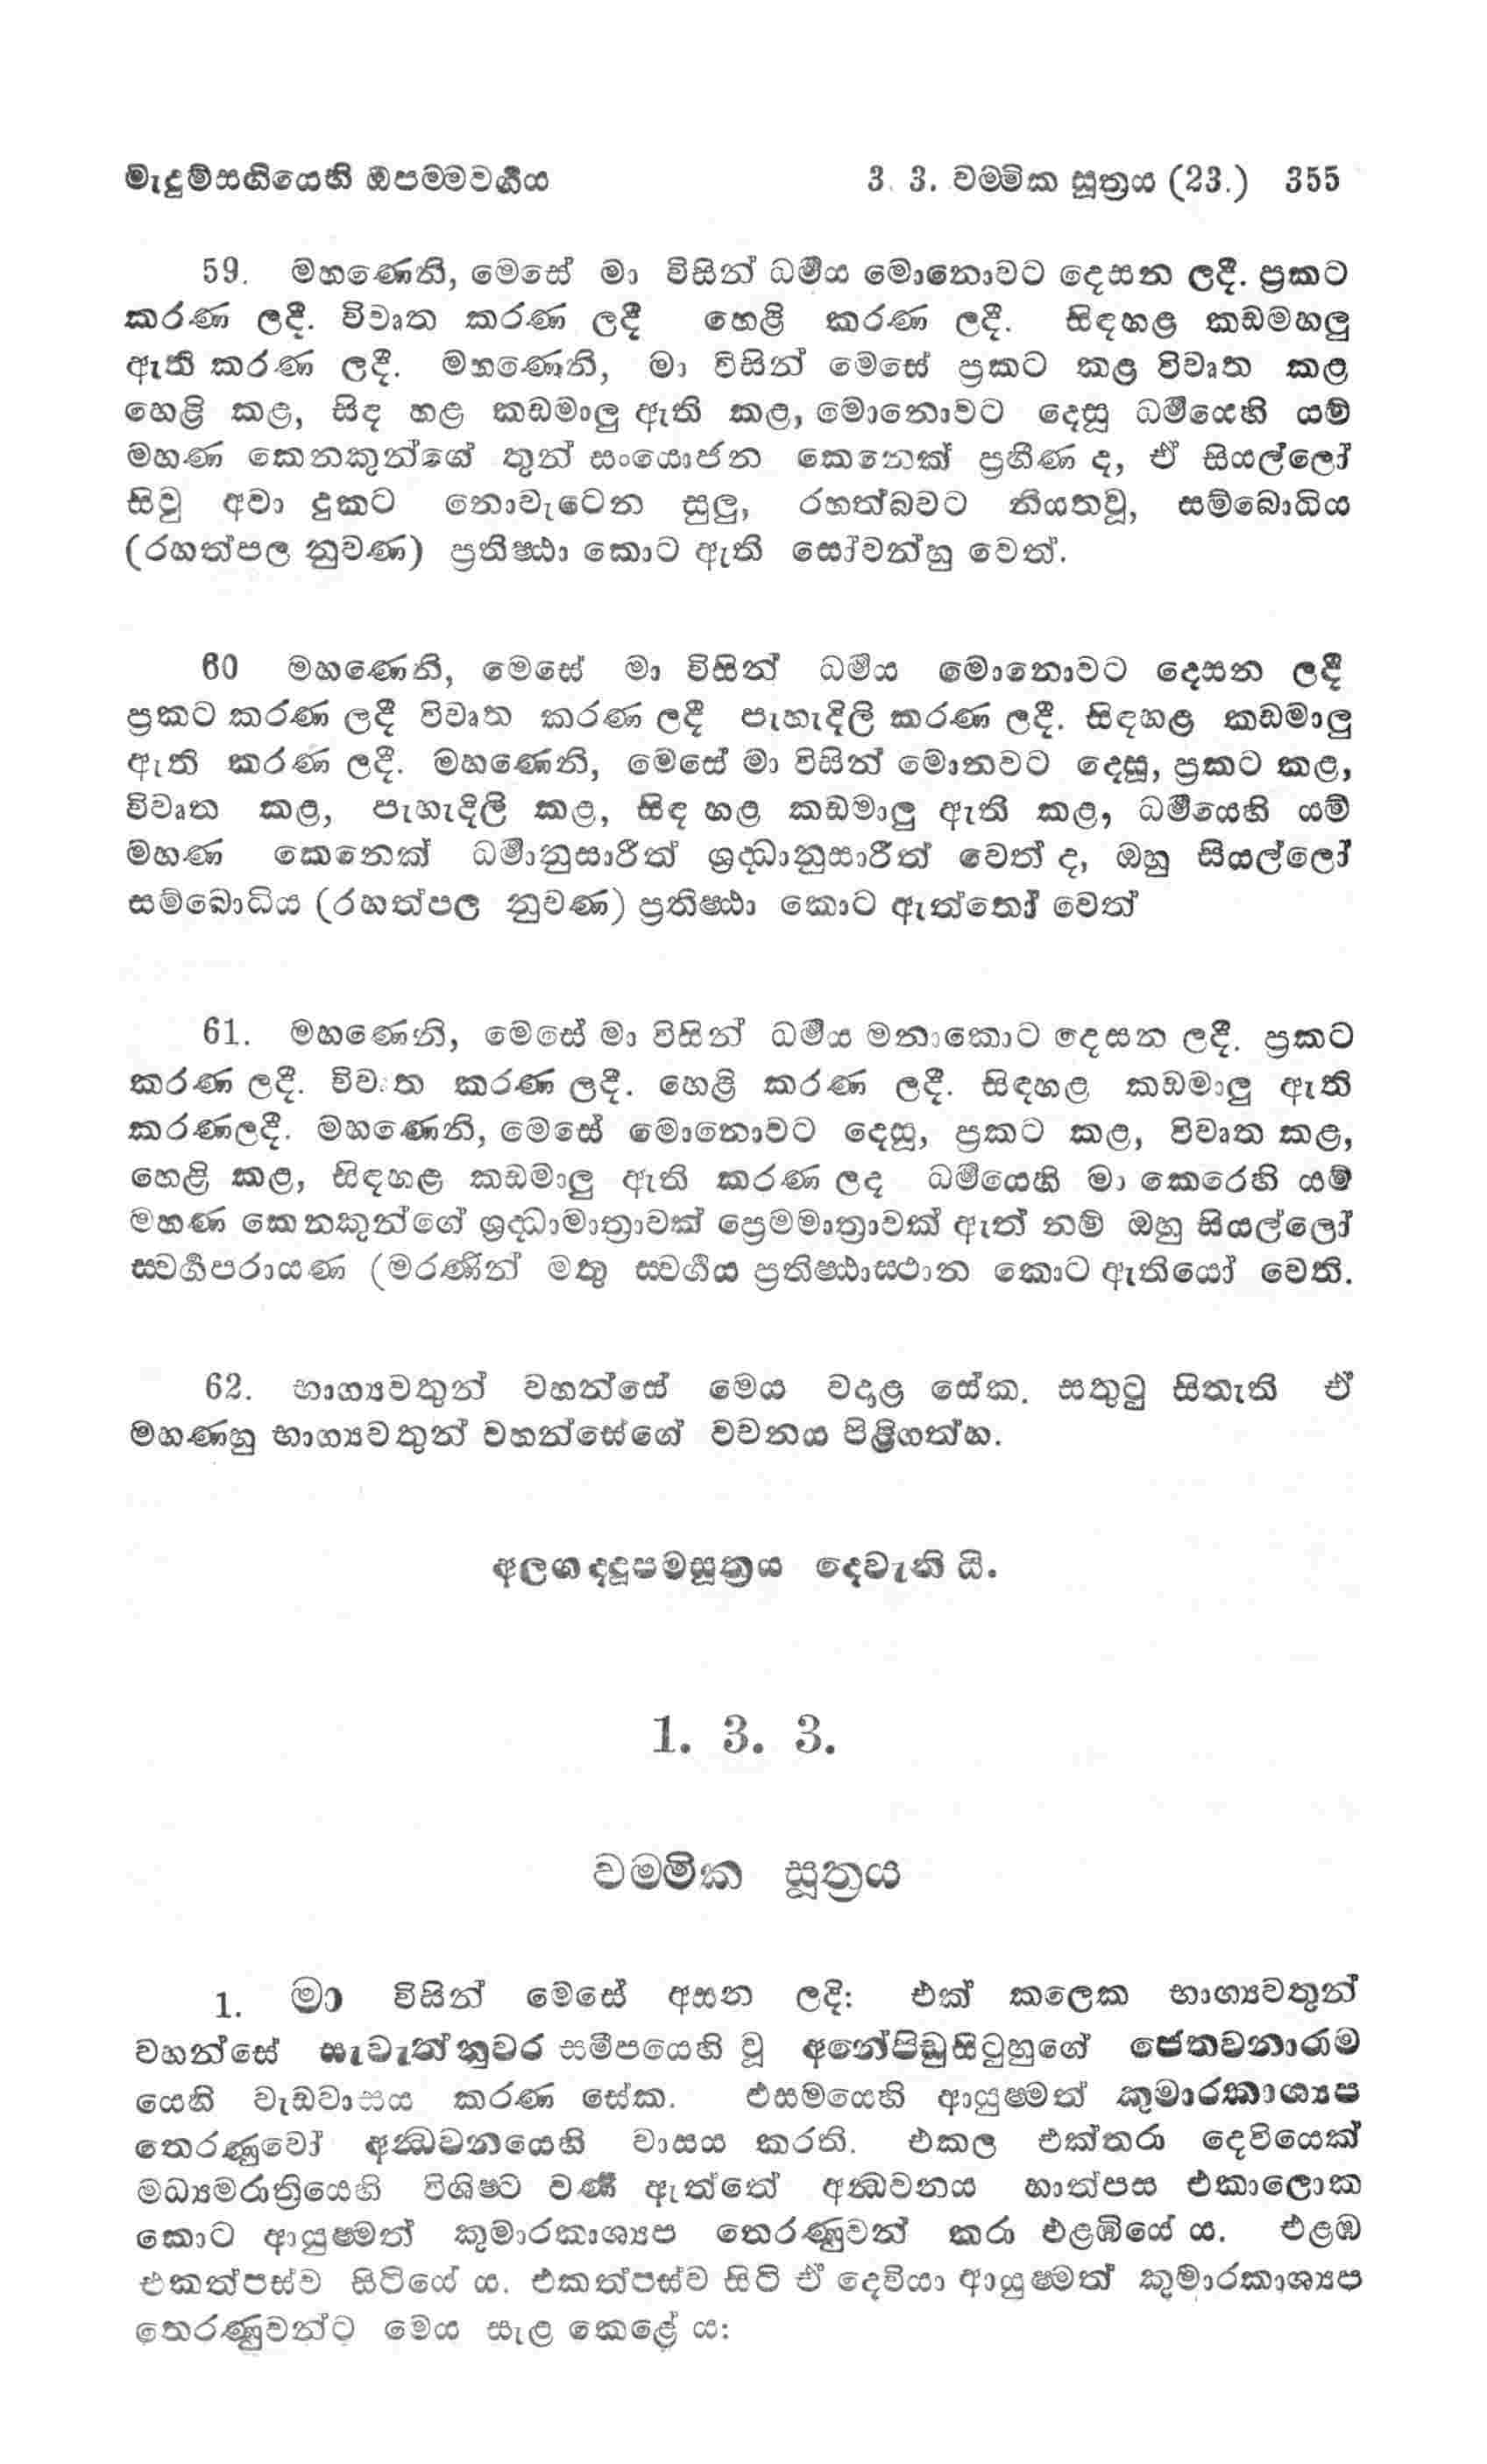 මැදුම්සඟියෙහි ඔපම්මවර්‍ගය 3. 3. වම්මික සූත්‍රය (23.) 355
59. මහණෙනි, මෙසේ මා විසින් ධර්‍මය මොනොවට දෙසන ලදී. ප්‍රකට
කරණ ලදී. විවෘත කරණ ලදී හෙළි කරණ ලදී. සිඳහළ කඩමහලු
ඇති කරණ ලදී. මහණෙනි, මා විසින් මෙසේ ප්‍රකට කළ විවෘත කළ
හෙළි කළ, සිඳ හළ කඩමාලු ඇති කළ, මොනොවට දෙසූ ධර්‍මයෙහි යම්
මහණ කෙනකුන්ගේ තුන් සංයොජන කෙනෙක් ප්‍රහීණ ද, ඒ සියල්ලෝ
සිවු අවා දුකට නොවැටෙන සුලු, රහත්බවට නියතවූ, සම්බොධිය
(රහත්පල නුවණ) ප්‍රතිෂ්ඨා කොට ඇති සෝවන්හු වෙත්.
60 මහණෙනි, මෙසේ මා විසින් ධර්‍මය මොනොවට දෙසන ලදී
ප්‍රකට කරණ ලදී විවෘත කරණ ලදී පැහැදිලි කරණ ලදී. සිඳහළ කඩමාලු
ඇති කරණ ලදී. මහණෙනි, මෙසේ මා විසින් මොනවට දෙසූ, ප්‍රකට කළ,
විවෘත කළ, පැහැදිලි කළ, සිඳ හළ කඩමාලු ඇති කළ, ධර්‍මයෙහි යම්
මහණ කෙනෙක් ධර්‍මානුසාරීත් ශ්‍රද්ධානුසාරීත් වෙත් ද, ඔහු සියල්ලෝ
සම්බොධිය (රහත්පල නුවණ) ප්‍රතිෂ්ඨා කොට ඇත්තෝ වෙත්
61. මහණෙනි, මෙසේ මා විසින් ධර්‍මය මනාකොට දෙසන ලදී. ප්‍රකට
කරණ ලදී. විවෘත කරණ ලදී. හෙළි කරණ ලදී. සිඳහළ කඩමාලු ඇති
කරණලදී. මහණෙනි, මෙසේ මොනොවට දෙසූ, ප්‍රකට කළ, විවෘත කළ,
හෙළි කළ, සිඳහළ කඩමාලු ඇති කරණ ලද ධර්‍මයෙහි මා කෙරෙහි යම්
මහණ කෙනකුන්ගේ ශ්‍රද්ධාමාත්‍රාවක් ප්‍රෙමමාත්‍රාවක් ඇත් නම් ඔහු සියල්ලෝ
ස්වර්‍ගපරායණ (මරණින් මතු ස්වර්‍ගය ප්‍රතිෂ්ඨාස්ථාන කොට ඇතියෝ වෙති.
62. භාග්‍යවතුන් වහන්සේ මෙය වදාළ සේක. සතුටු සිතැති ඒ
මහණහු භාග්‍යවතුන් වහන්සේගේ වචනය පිළිගත්හ.
අලගද්දූපමසූත්‍රය දෙවැනි යි.
1. 3. 3.
වම්මික සූත්‍රය
1. මා විසින් මෙසේ අසන ලදි: එක් කලෙක භාග්‍යවතුන්
වහන්සේ සැවැත්නුවර සමීපයෙහි වූ අනේපිඬුසිටුහුගේ ජේතවනාරාම
යෙහි වැඩවාසය කරණ සේක. එසමයෙහි ආයුෂ්මත් කුමාරකාශ්‍යප
තෙරණුවෝ අන්ධවනයෙහි වාසය කරති. එකල එක්තරා දෙවියෙක්
මධ්‍යමරාත්‍රියෙහි විශිෂ්ට වර්‍ණ ඇත්තේ අන්ධවනය හාත්පස එකාලොක
කොට ආයුෂ්මත් කුමාරකාශ්‍යප තෙරණුවන් කරා එළඹියේ ය. එළඹ
එකත්පස්ව සිටියේ ය. එකත්පස්ව සිටි ඒ දෙවියා ආයුෂ්මත් කුමාරකාශ්‍යප
තෙරණුවන්ට මෙය සැළ කෙළේ ය: